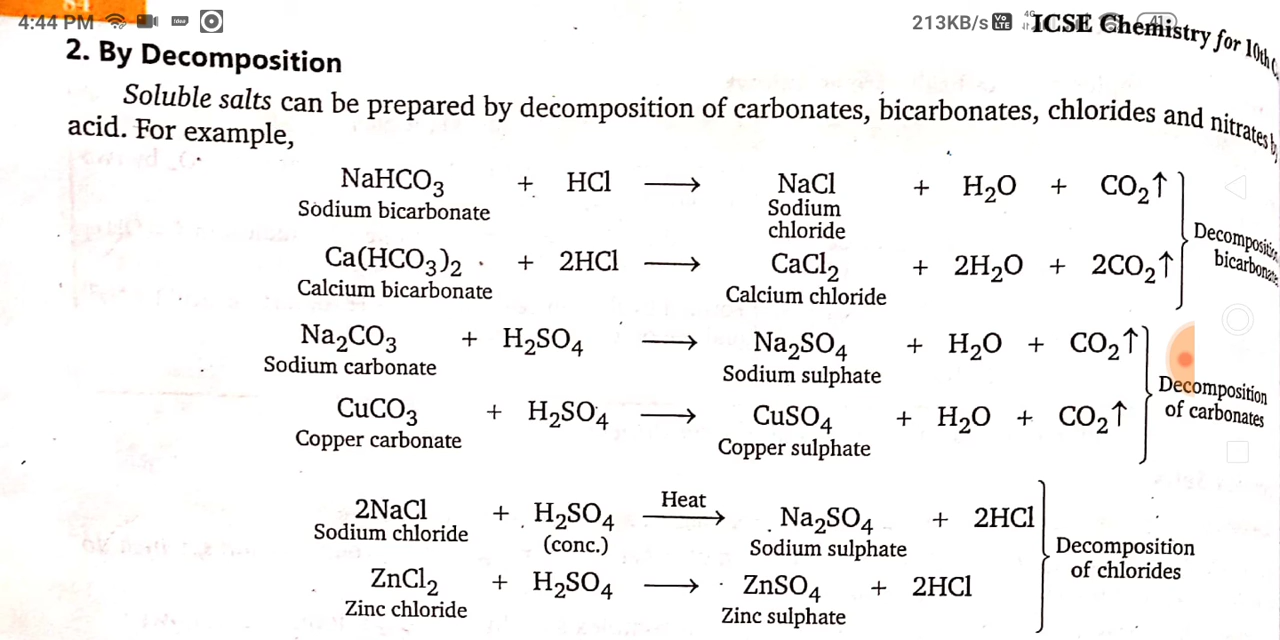 4:44 PM
213KB/s Vo LTE 4G 41
ICSE Chemistry for 10th
2. By Decomposition
Soluble salts can be prepared by decomposition of carbonates, bicarbonates, chlorides and nitrates
acid. For example,
NaHCO₃ + HCl ⟶ NaCl + H₂O + CO₂↑
Sodium bicarbonate Sodium
chloride
Ca(HCO₃)₂ + 2HCl ⟶ CaCl₂ + 2H₂O + 2CO₂↑
Calcium bicarbonate Calcium chloride
Na₂CO₃ + H₂SO₄ ⟶ Na₂SO₄ + H₂O + CO₂↑
Sodium carbonate Sodium sulphate
Decomposition
of carbonates
CuCO₃ + H₂SO₄ ⟶ CuSO₄ + H₂O + CO₂↑
Copper carbonate Copper sulphate
2NaCl + H₂SO₄ Heat ⟶ Na₂SO₄ + 2HCl
Sodium chloride (conc.) Sodium sulphate
Decomposition
of chlorides
ZnCl₂ + H₂SO₄ ⟶ ZnSO₄ + 2HCl
Zinc chloride Zinc sulphate